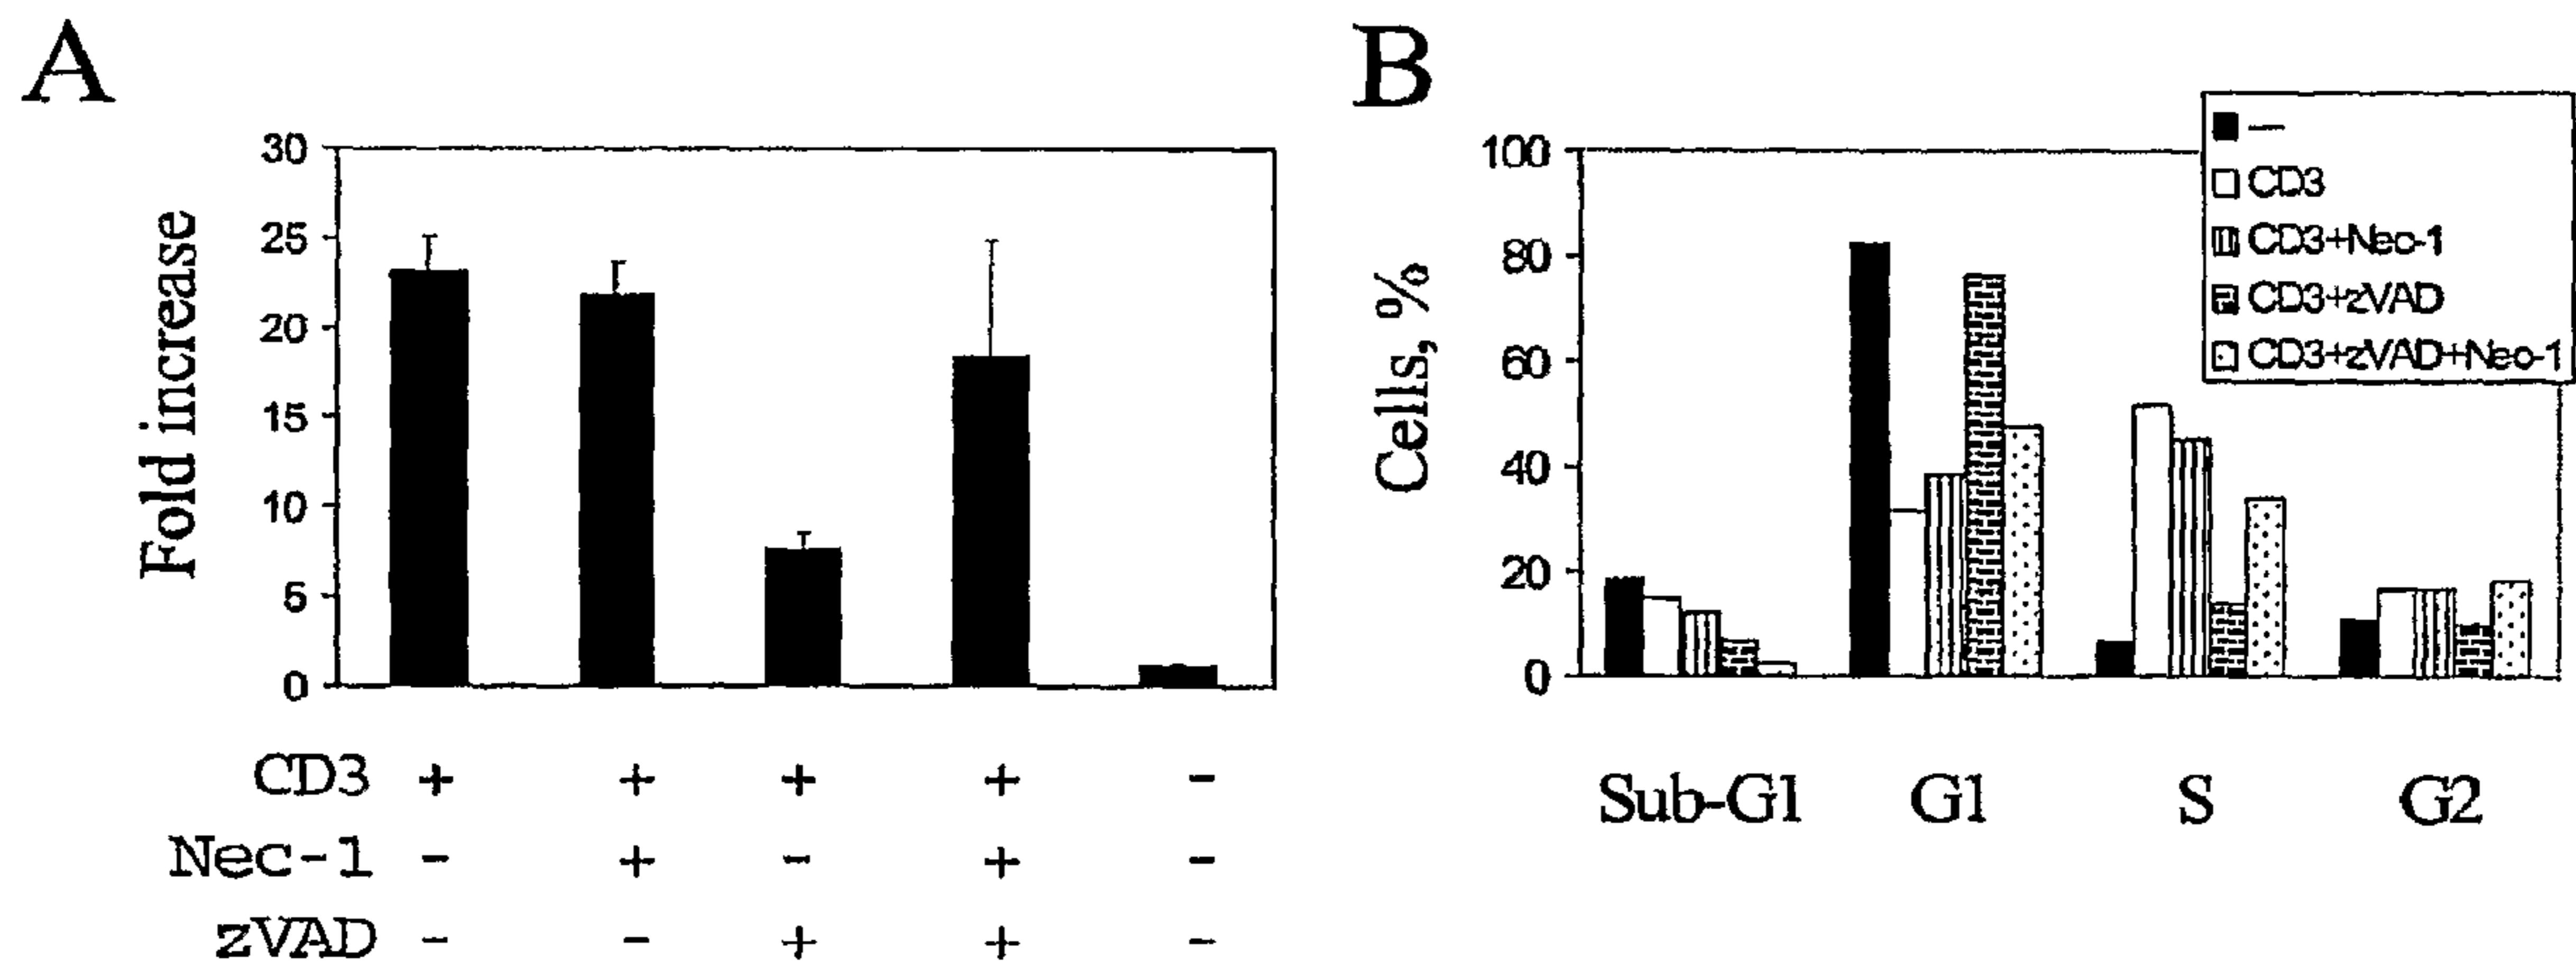 A
Fold increase
30
25
20
15
10
5
0
CD3 + + + + -
Nec-1 - + - + -
zVAD - - + + -
B
Cells, %
100
80
60
40
20
0
—
CD3
CD3+Nec-1
CD3+zVAD
CD3+zVAD+Nec-1
Sub-G1 G1 S G2